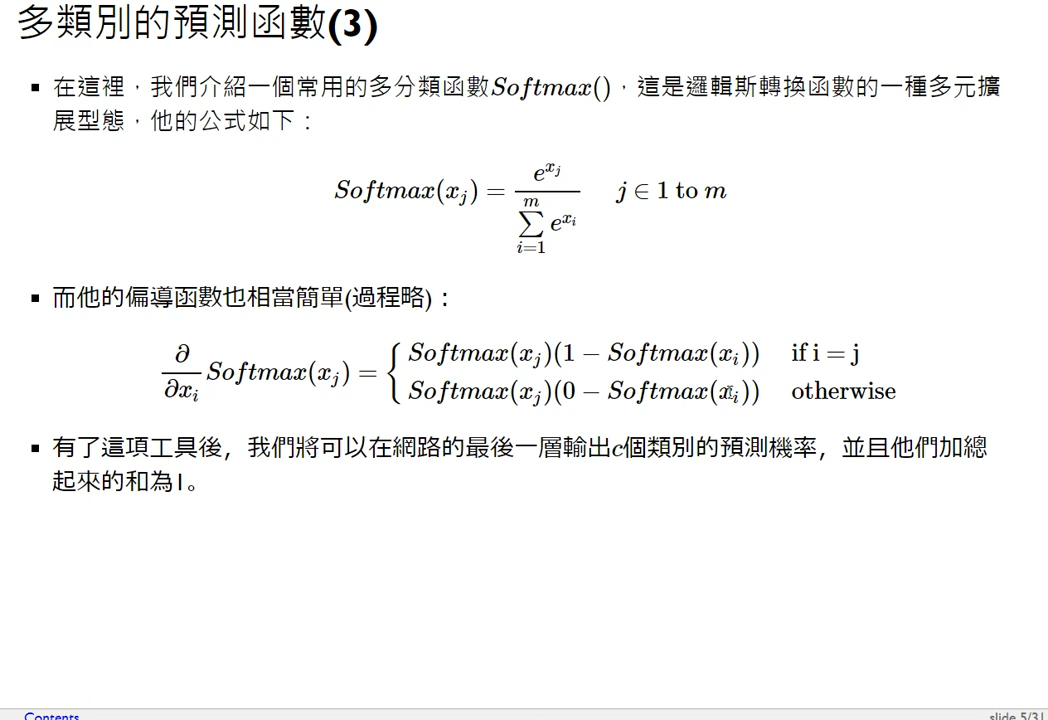 多類別的預測函數(3)
▪ 在這裡，我們介紹一個常用的多分類函數Softmax()，這是邏輯斯轉換函數的一種多元擴
展型態，他的公式如下：
Softmax(x_j) = \frac{e^{x_j}}{\sum_{i=1}^{m} e^{x_i}}  j ∈ 1 to m
▪ 而他的偏導函數也相當簡單(過程略)：
\frac{∂}{∂x_i} Softmax(x_j) = { Softmax(x_j)(1 − Softmax(x_i))  if i = j
Softmax(x_j)(0 − Softmax(x_i))  otherwise
▪ 有了這項工具後，我們將可以在網路的最後一層輸出c個類別的預測機率，並且他們加總
起來的和為1。
Contents slide 5/31